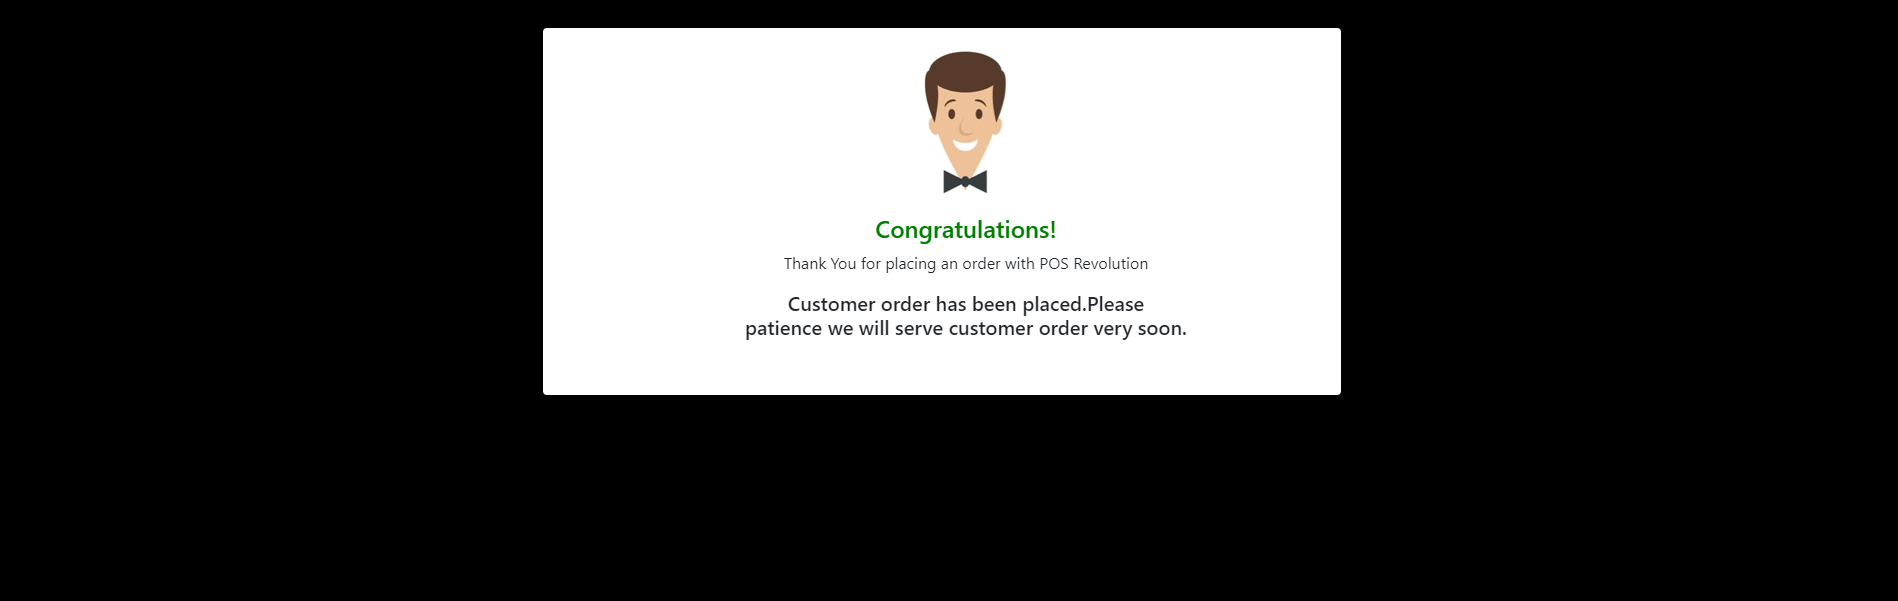 Congratulations!
Thank You for placing an order with POS Revolution
Customer order has been placed.Please
patience we will serve customer order very soon.